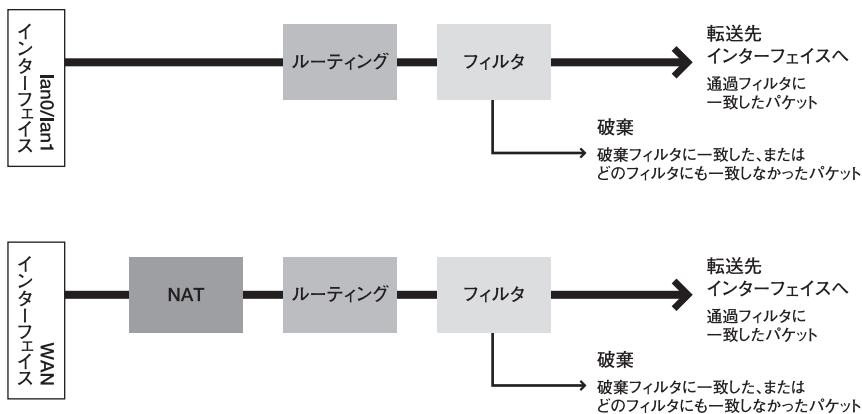 lan0/lan1
インターフェイス
ルーティング
フィルタ
転送先
インターフェイスへ
通過フィルタに
一致したパケット
破棄
破棄フィルタに一致した、または
どのフィルタにも一致しなかったパケット
WAN
インターフェイス
NAT
ルーティング
フィルタ
転送先
インターフェイスへ
通過フィルタに
一致したパケット
破棄
破棄フィルタに一致した、または
どのフィルタにも一致しなかったパケット